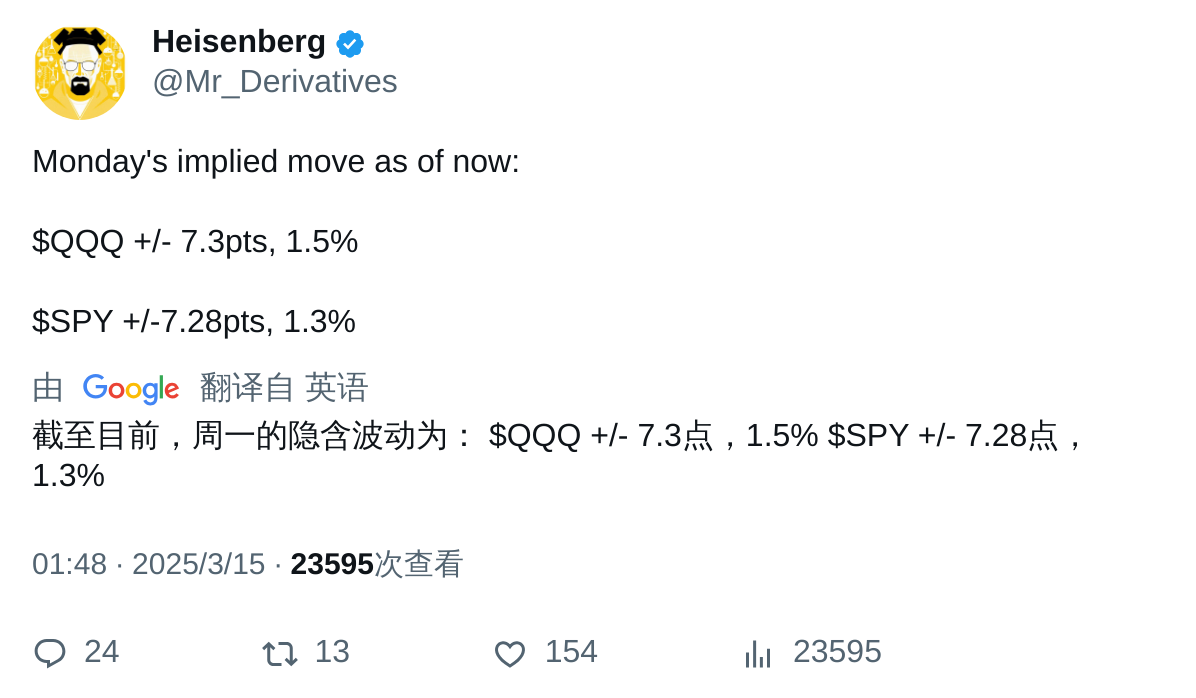 Heisenberg
@Mr_Derivatives
Monday's implied move as of now:
$QQQ +/- 7.3pts, 1.5%
$SPY +/-7.28pts, 1.3%
由 Google 翻译自 英语
截至目前，周一的隐含波动为： $QQQ +/- 7.3点，1.5% $SPY +/- 7.28点，
1.3%
01:48 · 2025/3/15 · 23595次查看
24 13 154 23595